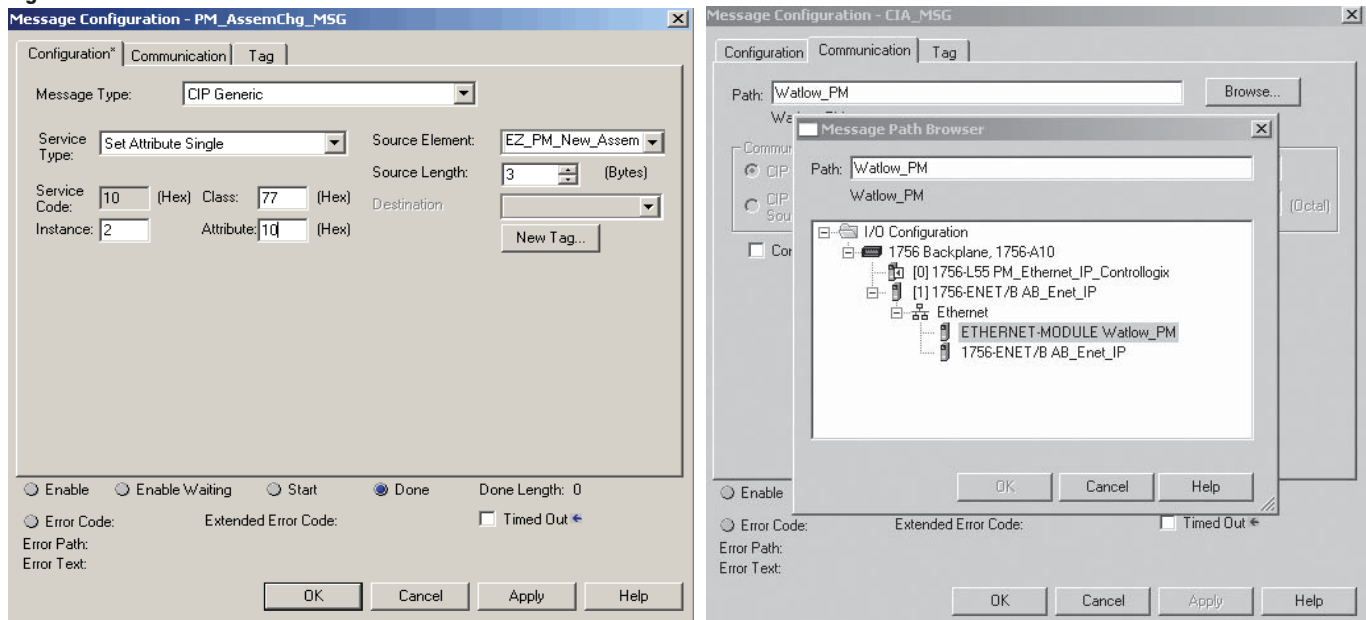 Message Configuration - PM_AssemChg_MSG
Configuration* Communication Tag
Message Type: CIP Generic
Service Type: Set Attribute Single
Source Element: EZ_PM_New_Assem
Source Length: 3 (Bytes)
Service Code: 10 (Hex) Class: 77 (Hex)
Destination
Instance: 2 Attribute: 10 (Hex)
New Tag...
Enable Enable Waiting Start Done Done Length: 0
Error Code: Extended Error Code: Timed Out
Error Path:
Error Text:
OK Cancel Apply Help
Message Configuration - CIA_MSG
Configuration Communication Tag
Path: Watlow_PM Browse...
Message Path Browser
Path: Watlow_PM
Watlow_PM
CIP
CIP
(Octal)
I/O Configuration
1756 Backplane, 1756-A10
[0] 1756-L55 PM_Ethernet_IP_Controllogix
[1] 1756-ENET/B AB_Enet_IP
Ethernet
ETHERNET-MODULE Watlow_PM
1756-ENET/B AB_Enet_IP
OK Cancel Help
Enable
Error Code: Extended Error Code: Timed Out
Error Path:
Error Text:
OK Cancel Apply Help